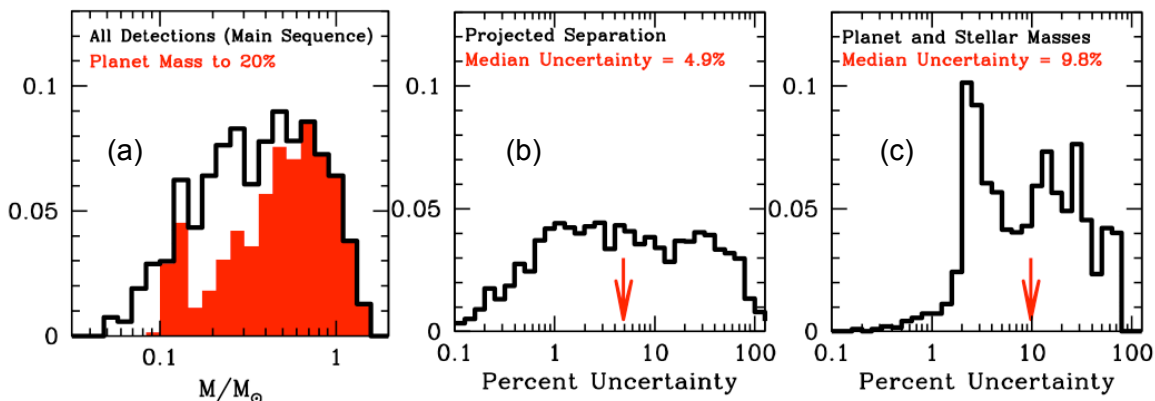 All Detections (Main Sequence)
Planet Mass to 20%
(a)
0.1
0.05
0
0.1
1
M/M⊙
Projected Separation
Median Uncertainty = 4.9%
(b)
0.1
0.05
0
0.1
1
10
100
Percent Uncertainty
Planet and Stellar Masses
Median Uncertainty = 9.8%
(c)
0.1
0.05
0
0.1
1
10
100
Percent Uncertainty